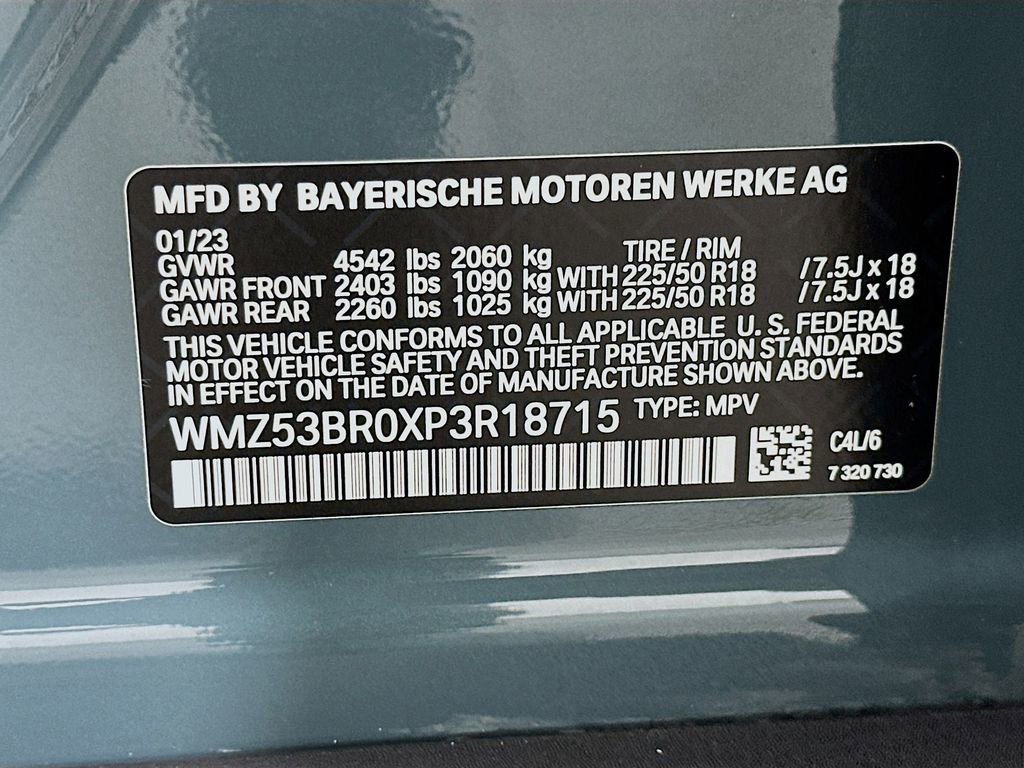 MFD BY BAYERISCHE MOTOREN WERKE AG
01/23 TIRE / RIM
GVWR 4542 lbs 2060 kg
GAWR FRONT 2403 lbs 1090 kg WITH 225/50 R18 /7.5J x 18
GAWR REAR 2260 lbs 1025 kg WITH 225/50 R18 /7.5J x 18
THIS VEHICLE CONFORMS TO ALL APPLICABLE U. S. FEDERAL
MOTOR VEHICLE SAFETY AND THEFT PREVENTION STANDARDS
IN EFFECT ON THE DATE OF MANUFACTURE SHOWN ABOVE.
WMZ53BR0XP3R18715 TYPE: MPV
C4L/6
7 320 730